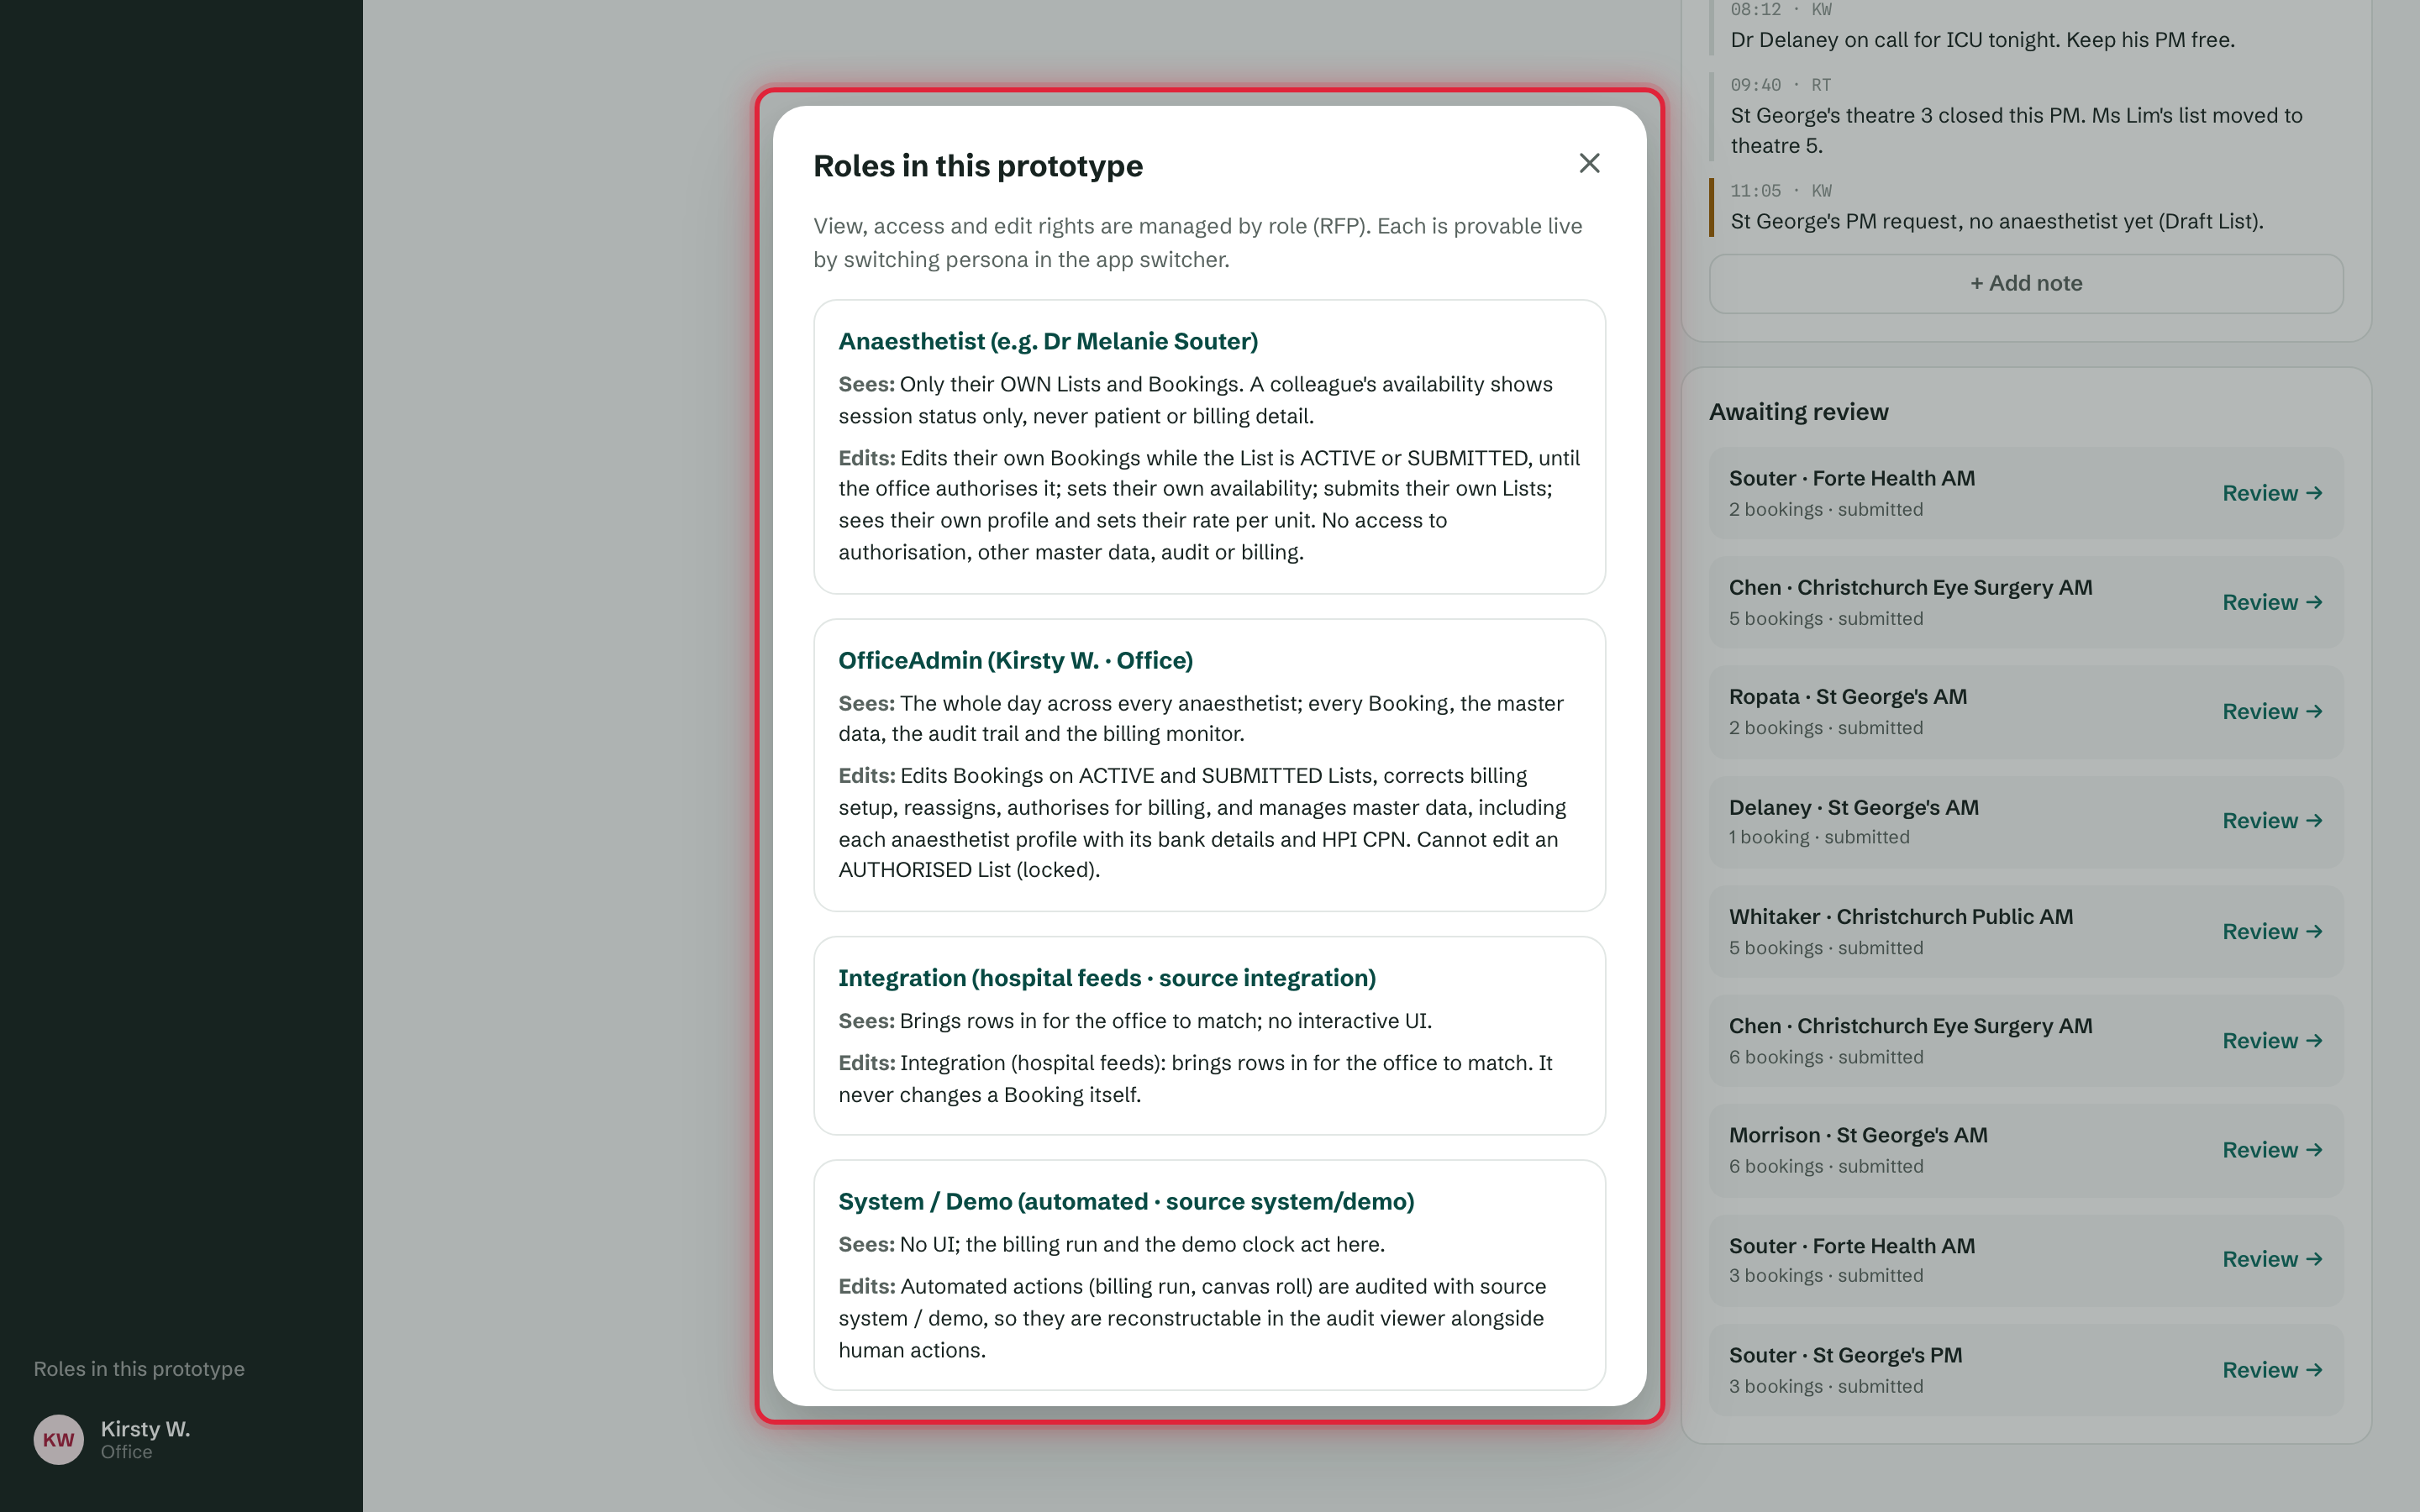 Roles in this prototype
KW
Kirsty W.
Office
Roles in this prototype
View, access and edit rights are managed by role (RFP). Each is provable live
by switching persona in the app switcher.
Anaesthetist (e.g. Dr Melanie Souter)
Sees: Only their OWN Lists and Bookings. A colleague's availability shows
session status only, never patient or billing detail.
Edits: Edits their own Bookings while the List is ACTIVE or SUBMITTED, until
the office authorises it; sets their own availability; submits their own Lists;
sees their own profile and sets their rate per unit. No access to
authorisation, other master data, audit or billing.
OfficeAdmin (Kirsty W. · Office)
Sees: The whole day across every anaesthetist; every Booking, the master
data, the audit trail and the billing monitor.
Edits: Edits Bookings on ACTIVE and SUBMITTED Lists, corrects billing
setup, reassigns, authorises for billing, and manages master data, including
each anaesthetist profile with its bank details and HPI CPN. Cannot edit an
AUTHORISED List (locked).
Integration (hospital feeds · source integration)
Sees: Brings rows in for the office to match; no interactive UI.
Edits: Integration (hospital feeds): brings rows in for the office to match. It
never changes a Booking itself.
System / Demo (automated · source system/demo)
Sees: No UI; the billing run and the demo clock act here.
Edits: Automated actions (billing run, canvas roll) are audited with source
system / demo, so they are reconstructable in the audit viewer alongside
human actions.
08:12 · KW
Dr Delaney on call for ICU tonight. Keep his PM free.
09:40 · RT
St George's theatre 3 closed this PM. Ms Lim's list moved to
theatre 5.
11:05 · KW
St George's PM request, no anaesthetist yet (Draft List).
+ Add note
Awaiting review
Souter · Forte Health AM
2 bookings · submitted
Review →
Chen · Christchurch Eye Surgery AM
5 bookings · submitted
Review →
Ropata · St George's AM
2 bookings · submitted
Review →
Delaney · St George's AM
1 booking · submitted
Review →
Whitaker · Christchurch Public AM
5 bookings · submitted
Review →
Chen · Christchurch Eye Surgery AM
6 bookings · submitted
Review →
Morrison · St George's AM
6 bookings · submitted
Review →
Souter · Forte Health AM
3 bookings · submitted
Review →
Souter · St George's PM
3 bookings · submitted
Review →